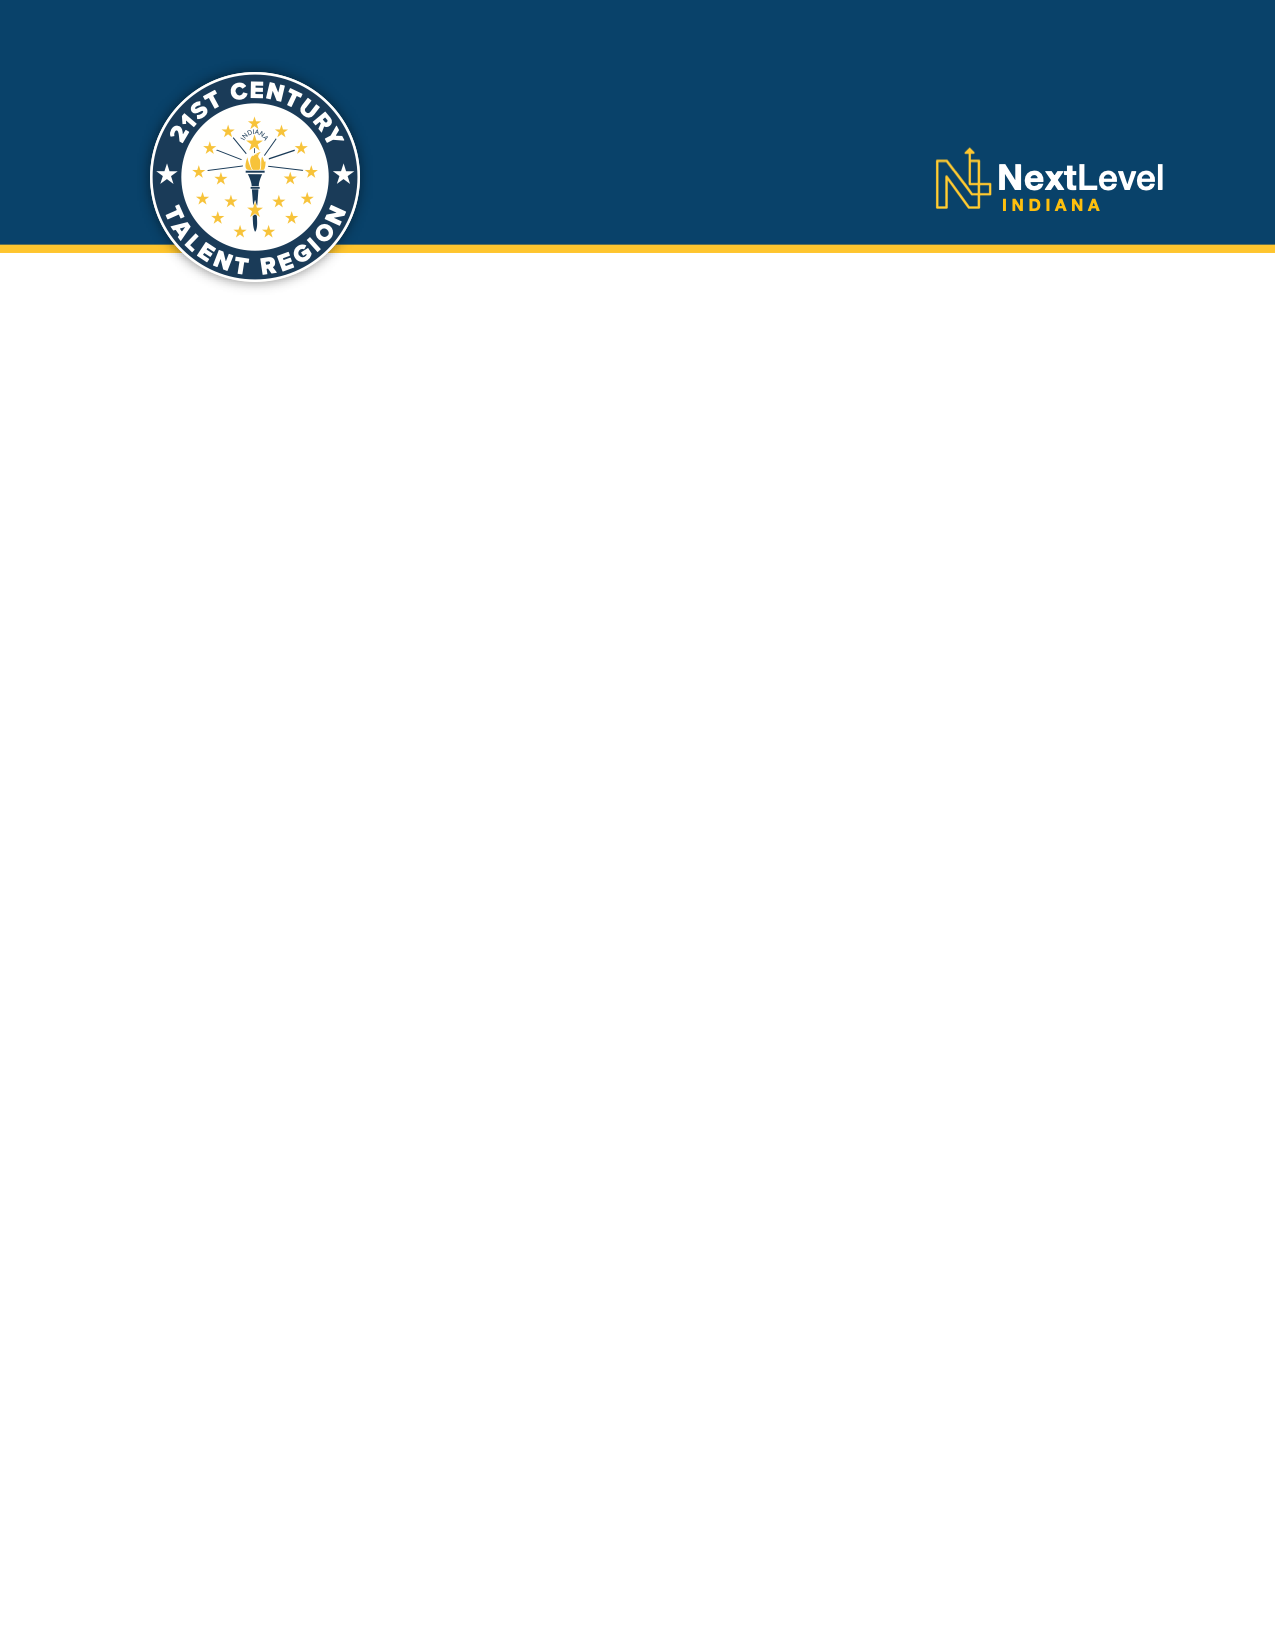 21ST CENTURY
INDIANA
TALENT REGION
NextLevel
INDIANA